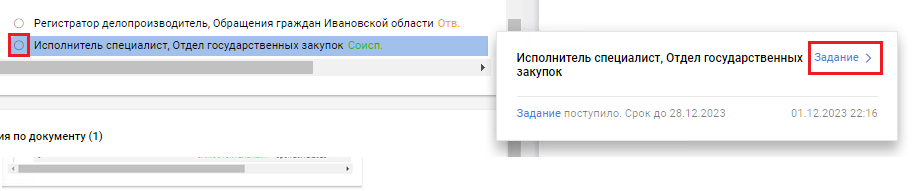 Регистратор делопроизводитель, Обращения граждан Ивановской области Отв.
Исполнитель специалист, Отдел государственных закупок Соисп.
Исполнитель специалист, Отдел государственных закупок
Задание
Задание поступило. Срок до 28.12.2023
01.12.2023 22:16
ия по документу (1)